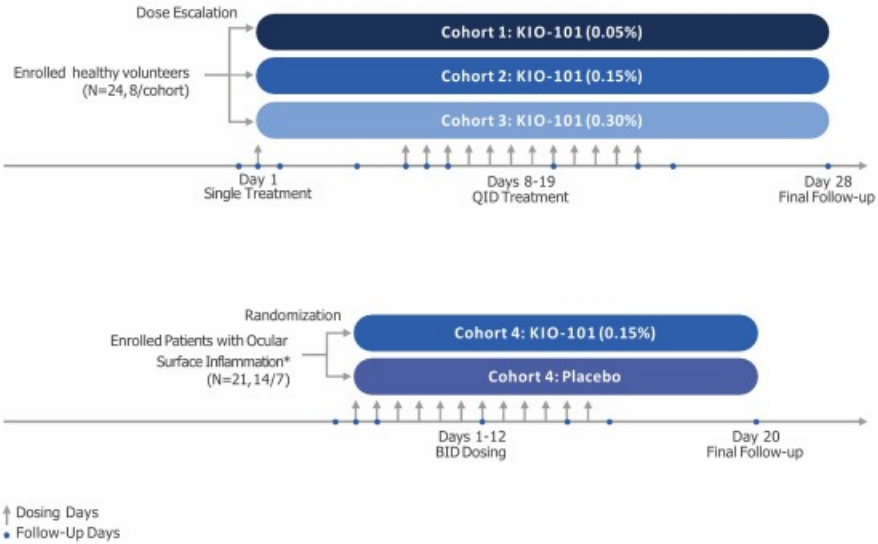 Dose Escalation
Cohort 1: KIO-101 (0.05%)
Enrolled healthy volunteers
(N=24, 8/cohort)
Cohort 2: KIO-101 (0.15%)
Cohort 3: KIO-101 (0.30%)
Day 1
Single Treatment
Days 8-19
QID Treatment
Day 28
Final Follow-up
Randomization
Enrolled Patients with Ocular
Surface Inflammation*
(N=21, 14/7)
Cohort 4: KIO-101 (0.15%)
Cohort 4: Placebo
Days 1-12
BID Dosing
Day 20
Final Follow-up
Dosing Days
Follow-Up Days